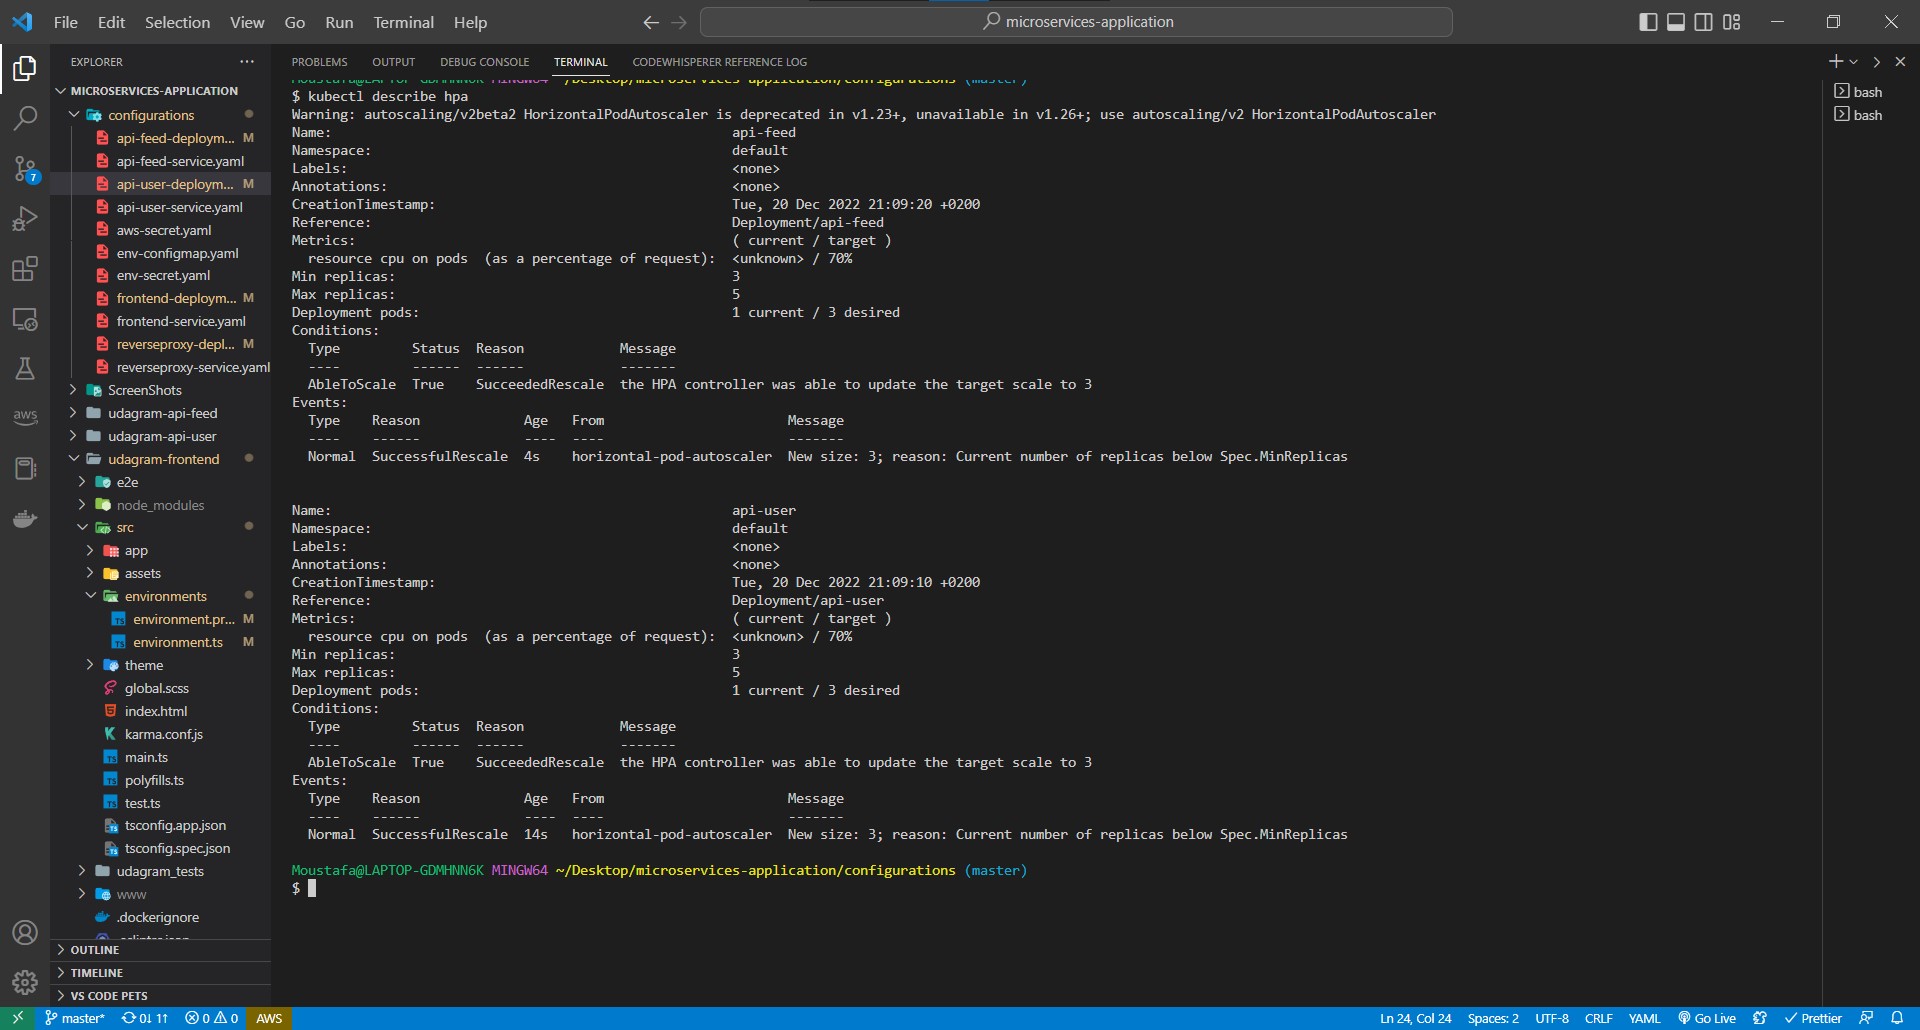 File Edit Selection View Go Run Terminal Help
microservices-application
EXPLORER
MICROSERVICES-APPLICATION
configurations
api-feed-deploym... M
api-feed-service.yaml
api-user-deploym... M
api-user-service.yaml
aws-secret.yaml
env-configmap.yaml
env-secret.yaml
frontend-deploym... M
frontend-service.yaml
reverseproxy-depl... M
reverseproxy-service.yaml
ScreenShots
udagram-api-feed
udagram-api-user
udagram-frontend
e2e
node_modules
src
app
assets
environments
environment.pr... M
environment.ts M
theme
global.scss
index.html
karma.conf.js
main.ts
polyfills.ts
test.ts
tsconfig.app.json
tsconfig.spec.json
udagram_tests
www
.dockerignore
OUTLINE
TIMELINE
VS CODE PETS
7
aws
PROBLEMS OUTPUT DEBUG CONSOLE TERMINAL CODEWHISPERER REFERENCE LOG
Moustafa@LAPTOP-GDMHNN6K MINGW64 ~/Desktop/microservices-application/configurations (master)
$ kubectl describe hpa
Warning: autoscaling/v2beta2 HorizontalPodAutoscaler is deprecated in v1.23+, unavailable in v1.26+; use autoscaling/v2 HorizontalPodAutoscaler
Name: api-feed
Namespace: default
Labels: <none>
Annotations: <none>
CreationTimestamp: Tue, 20 Dec 2022 21:09:20 +0200
Reference: Deployment/api-feed
Metrics: ( current / target )
resource cpu on pods (as a percentage of request): <unknown> / 70%
Min replicas: 3
Max replicas: 5
Deployment pods: 1 current / 3 desired
Conditions:
Type Status Reason Message
---- ------ ------ -------
AbleToScale True SucceededRescale the HPA controller was able to update the target scale to 3
Events:
Type Reason Age From Message
---- ------ ---- ---- -------
Normal SuccessfulRescale 4s horizontal-pod-autoscaler New size: 3; reason: Current number of replicas below Spec.MinReplicas
Name: api-user
Namespace: default
Labels: <none>
Annotations: <none>
CreationTimestamp: Tue, 20 Dec 2022 21:09:10 +0200
Reference: Deployment/api-user
Metrics: ( current / target )
resource cpu on pods (as a percentage of request): <unknown> / 70%
Min replicas: 3
Max replicas: 5
Deployment pods: 1 current / 3 desired
Conditions:
Type Status Reason Message
---- ------ ------ -------
AbleToScale True SucceededRescale the HPA controller was able to update the target scale to 3
Events:
Type Reason Age From Message
---- ------ ---- ---- -------
Normal SuccessfulRescale 14s horizontal-pod-autoscaler New size: 3; reason: Current number of replicas below Spec.MinReplicas
Moustafa@LAPTOP-GDMHNN6K MINGW64 ~/Desktop/microservices-application/configurations (master)
$
bash
bash
master* 0↓ 1↑ 0 0 AWS
Ln 24, Col 24 Spaces: 2 UTF-8 CRLF YAML Go Live Prettier